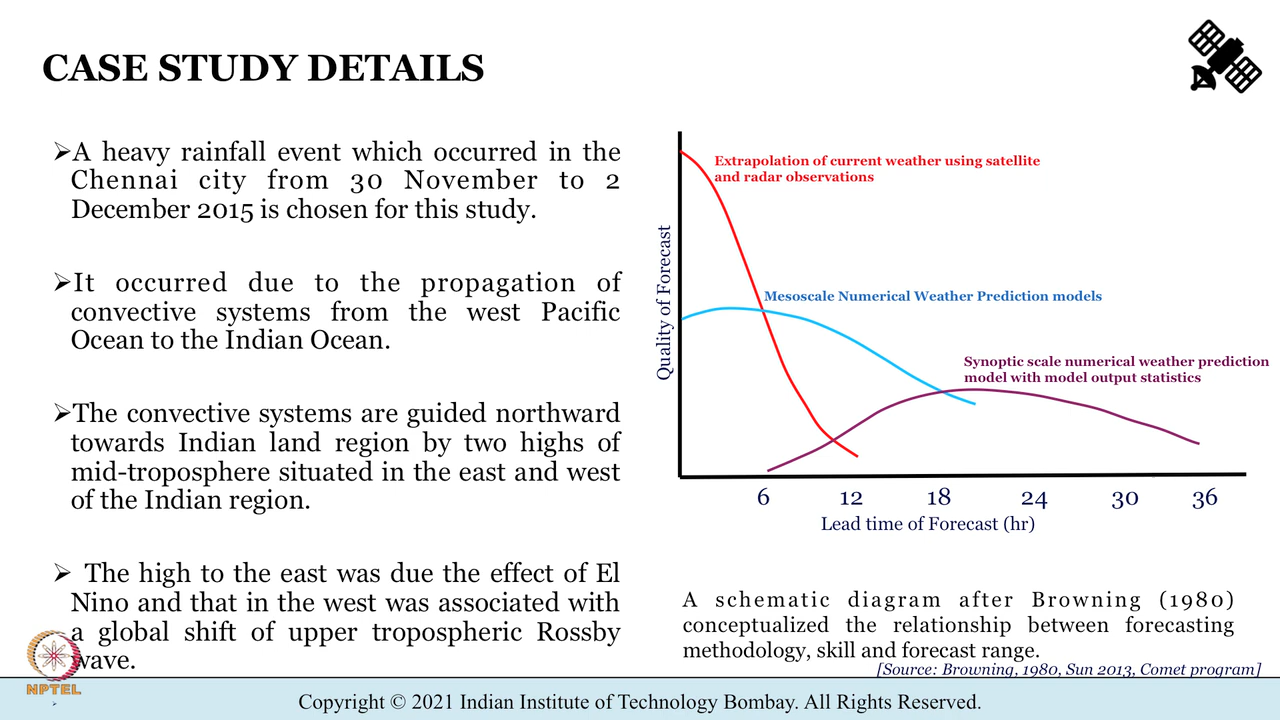 CASE STUDY DETAILS
➢A heavy rainfall event which occurred in the
Chennai city from 30 November to 2
December 2015 is chosen for this study.
➢It occurred due to the propagation of
convective systems from the west Pacific
Ocean to the Indian Ocean.
➢The convective systems are guided northward
towards Indian land region by two highs of
mid-troposphere situated in the east and west
of the Indian region.
➢ The high to the east was due the effect of El
Nino and that in the west was associated with
a global shift of upper tropospheric Rossby
wave.
Extrapolation of current weather using satellite
and radar observations
Mesoscale Numerical Weather Prediction models
Synoptic scale numerical weather prediction
model with model output statistics
Quality of Forecast
6 12 18 24 30 36
Lead time of Forecast (hr)
A schematic diagram after Browning (1980)
conceptualized the relationship between forecasting
methodology, skill and forecast range.
[Source: Browning, 1980, Sun 2013, Comet program]
NPTEL
Copyright © 2021 Indian Institute of Technology Bombay. All Rights Reserved.